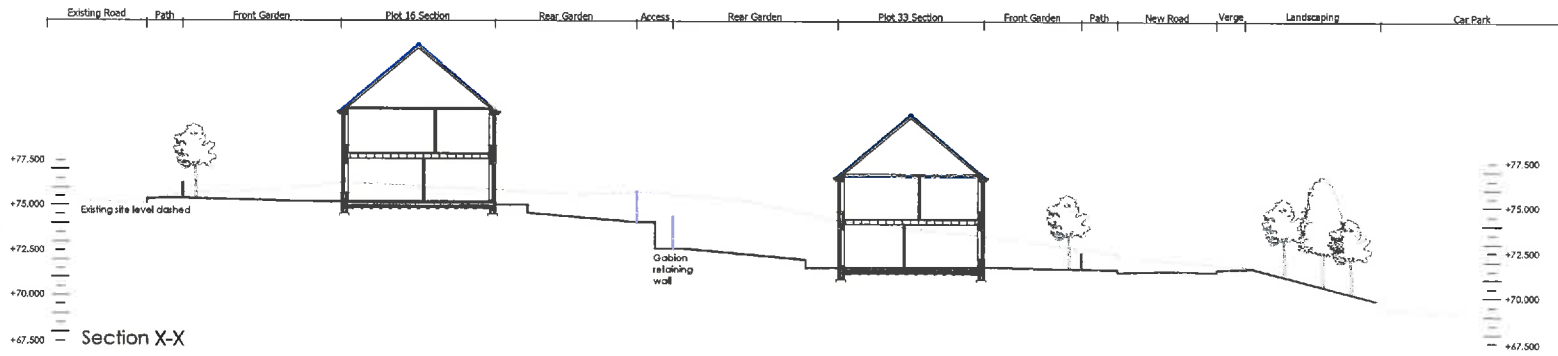 Existing Road Path Front Garden Plot 16 Section Rear Garden Access Rear Garden Plot 33 Section Front Garden Path New Road Verge Landscaping Car Park
+77.500
+75.000
+72.500
+70.000
+67.500
Existing site level dashed
Gabion
retaining
wall
+77.500
+75.000
+72.500
+70.000
+67.500
Section X-X